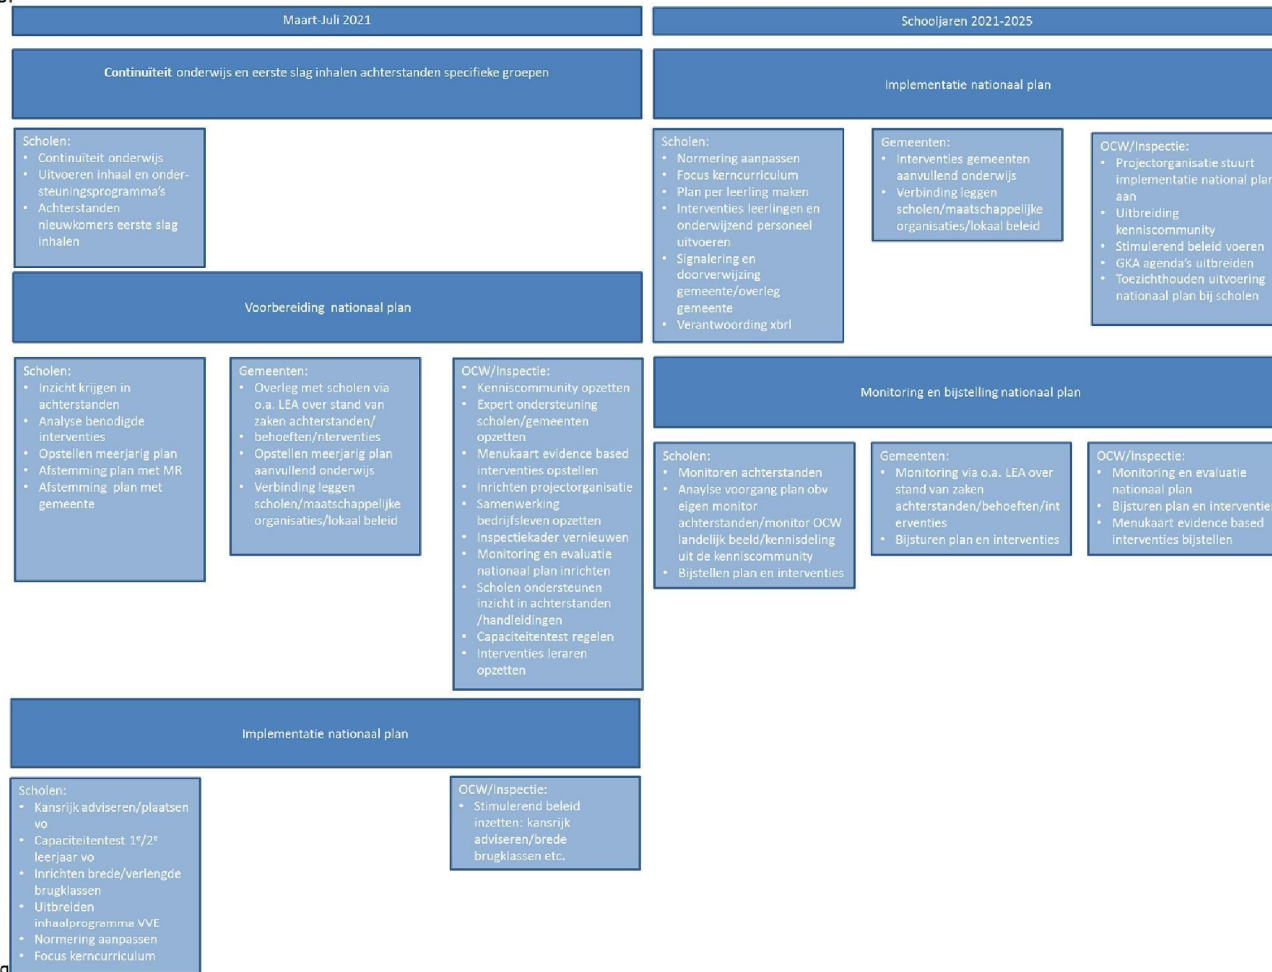 Maart-Juli 2021
Continuïteit onderwijs en eerste slag inhalen achterstanden specifieke groepen
Scholen:
• Continuïteit onderwijs
• Uitvoeren inhaal en onder-
steuningsprogramma's
• Achterstanden
nieuwkomers eerste slag
inhalen
Voorbereiding nationaal plan
Scholen:
• Inzicht krijgen in
achterstanden
• Analyse benodigde
interventies
• Opstellen meerjarig plan
• Afstemming plan met MR
• Afstemming plan met
gemeente
Gemeenten:
• Overleg met scholen via
o.a. LEA over stand van
zaken achterstanden/
• behoeften/nterventies
• Opstellen meerjarig plan
aanvullend onderwijs
• Verbinding leggen
scholen/maatschappelijke
organisaties/lokaal beleid
OCW/Inspectie:
• Kenniscommunity opzetten
• Expert ondersteuning
scholen/gemeenten
opzetten
• Menukaart evidence based
interventies opstellen
• Inrichten projectorganisatie
• Samenwerking
bedrijfsleven opzetten
• Inspectiekader vernieuwen
• Monitoring en evaluatie
nationaal plan inrichten
• Scholen ondersteunen
inzicht in achterstanden
/handleidingen
• Capaciteitentest regelen
• Interventies leraren
opzetten
Implementatie nationaal plan
Scholen:
• Kansrijk adviseren/plaatsen
vo
• Capaciteitentest 1e/2e
leerjaar vo
• Inrichten brede/verlengde
brugklassen
• Uitbreiden
inhaalprogramma VVE
• Normering aanpassen
• Focus kerncurriculum
OCW/Inspectie:
• Stimulerend beleid
inzetten: kansrijk
adviseren/brede
brugklassen etc.
Schooljaren 2021-2025
Implementatie nationaal plan
Scholen:
• Normering aanpassen
• Focus kerncurriculum
• Plan per leerling maken
• Interventies leerlingen en
onderwijzend personeel
uitvoeren
• Signalering en
doorverwijzing
gemeente/overleg
gemeente
• Verantwoording xbrl
Gemeenten:
• Interventies gemeenten
aanvullend onderwijs
• Verbinding leggen
scholen/maatschappelijke
organisaties/lokaal beleid
OCW/Inspectie:
• Projectorganisatie stuurt
implementatie national plan
aan
• Uitbreiding
kenniscommunity
• Stimulerend beleid voeren
• GKA agenda's uitbreiden
• Toezichthouden uitvoering
nationaal plan bij scholen
Monitoring en bijstelling nationaal plan
Scholen:
• Monitoren achterstanden
• Anaylse voorgang plan obv
eigen monitor
achterstanden/monitor OCW
landelijk beeld/kennisdeling
uit de kenniscommunity
• Bijstellen plan en interventies
Gemeenten:
• Monitoring via o.a. LEA over
stand van zaken
achterstanden/behoeften/int
erventies
• Bijsturen plan en interventies
OCW/Inspectie:
• Monitoring en evaluatie
nationaal plan
• Bijsturen plan en interventies
• Menukaart evidence based
interventies bijstellen